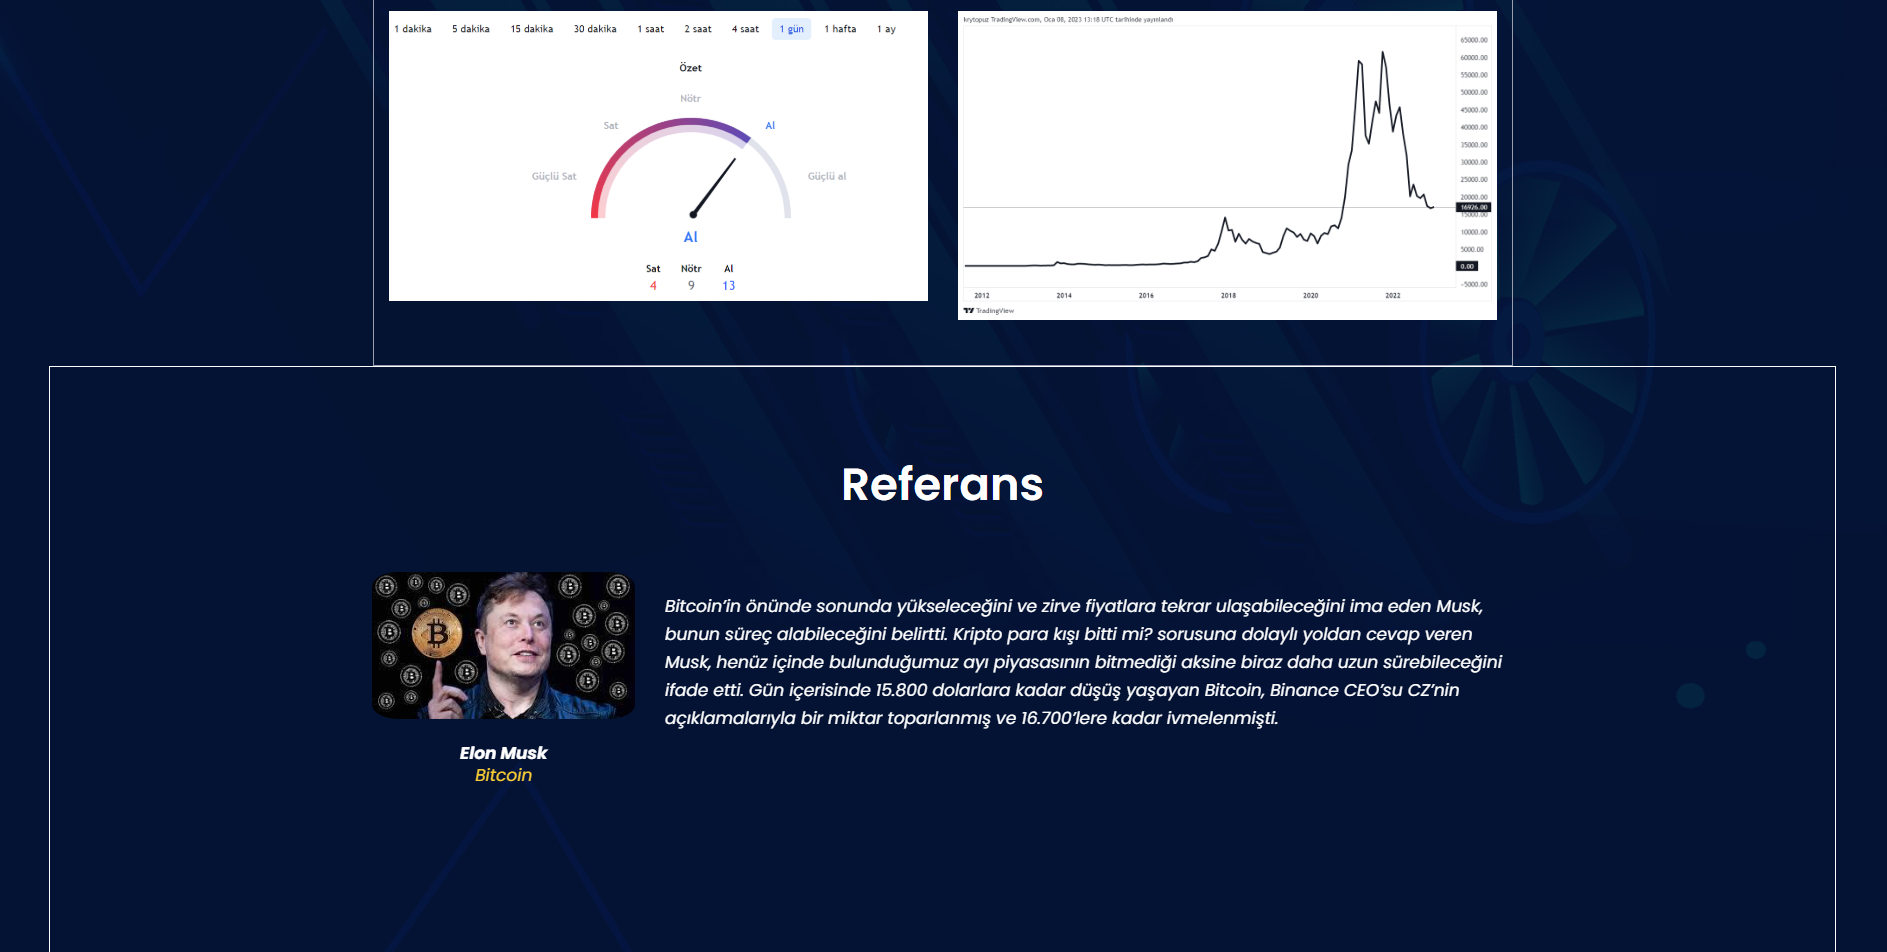 1 dakika 5 dakika 15 dakika 30 dakika 1 saat 2 saat 4 saat 1 gün 1 hafta 1 ay
Özet
Nötr
Sat Al
Güçlü Sat Güçlü al
Al
Sat Nötr Al
4 9 13
krytopuz TradingView.com, Oca 08, 2023 13:18 UTC tarihinde yayınlandı
65000.00
60000.00
55000.00
50000.00
45000.00
40000.00
35000.00
30000.00
25000.00
20000.00
16926.00
15000.00
10000.00
5000.00
0.00
−5000.00
2012 2014 2016 2018 2020 2022
TradingView
Referans
Bitcoin’in önünde sonunda yükseleceğini ve zirve fiyatlara tekrar ulaşabileceğini ima eden Musk,
bunun süreç alabileceğini belirtti. Kripto para kışı bitti mi? sorusuna dolaylı yoldan cevap veren
Musk, henüz içinde bulunduğumuz ayı piyasasının bitmediği aksine biraz daha uzun sürebileceğini
ifade etti. Gün içerisinde 15.800 dolarlara kadar düşüş yaşayan Bitcoin, Binance CEO’su CZ’nin
açıklamalarıyla bir miktar toparlanmış ve 16.700’lere kadar ivmelenmişti.
Elon Musk
Bitcoin